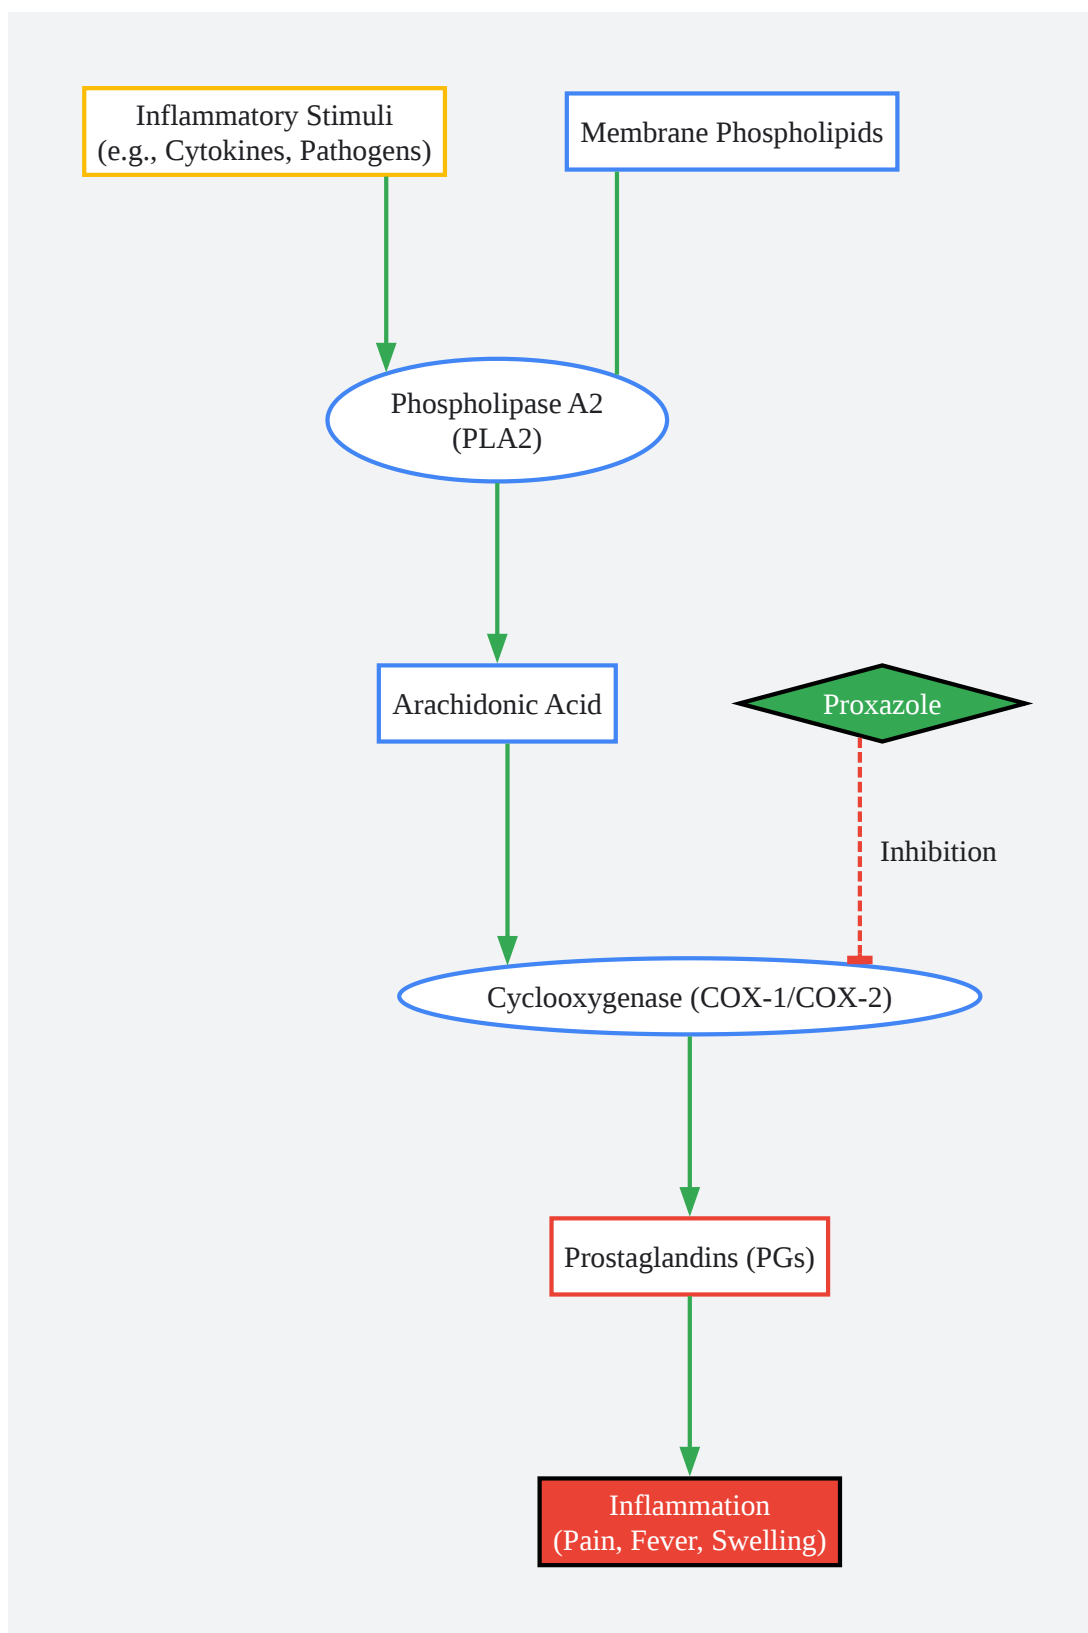 Inflammatory Stimuli
(e.g., Cytokines, Pathogens)
Membrane Phospholipids
Phospholipase A2
(PLA2)
Arachidonic Acid
Proxazole
Inhibition
Cyclooxygenase (COX-1/COX-2)
Prostaglandins (PGs)
Inflammation
(Pain, Fever, Swelling)